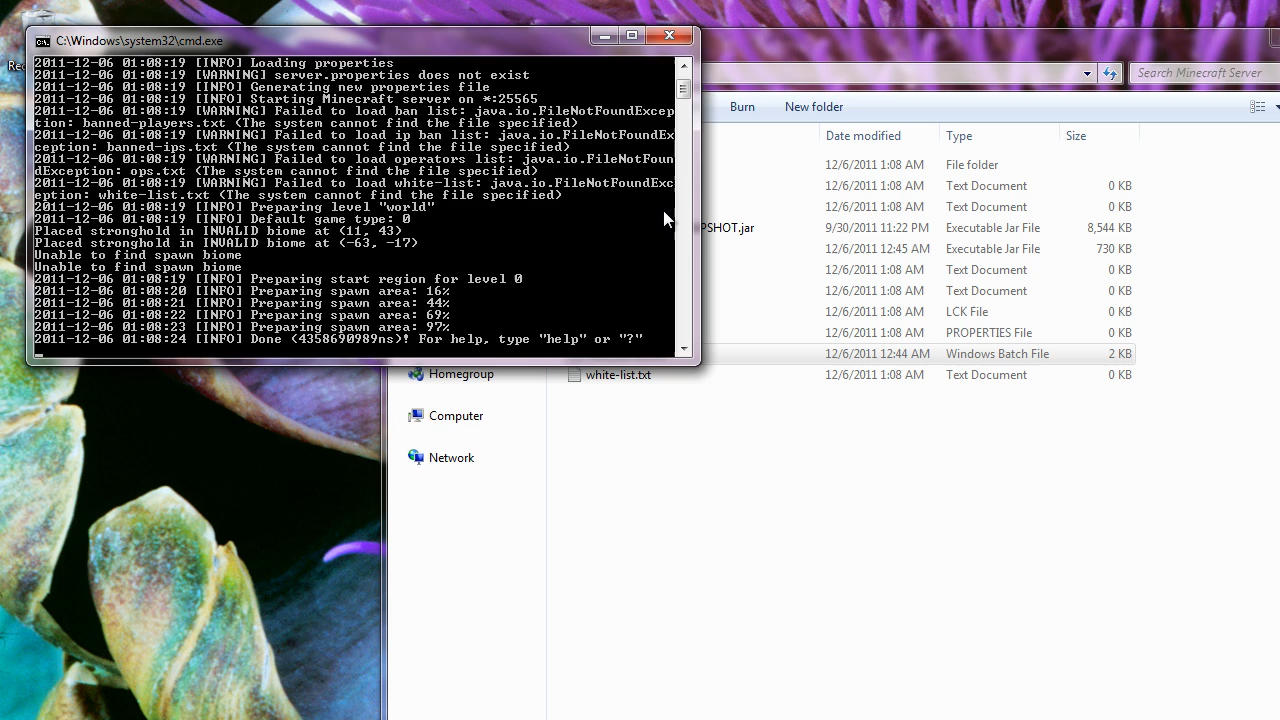 C:\Windows\system32\cmd.exe
2011-12-06 01:08:19 [INFO] Loading properties
2011-12-06 01:08:19 [WARNING] server.properties does not exist
2011-12-06 01:08:19 [INFO] Generating new properties file
2011-12-06 01:08:19 [INFO] Starting Minecraft server on *:25565
2011-12-06 01:08:19 [WARNING] Failed to load ban list: java.io.FileNotFoundExcep
tion: banned-players.txt (The system cannot find the file specified)
2011-12-06 01:08:19 [WARNING] Failed to load ip ban list: java.io.FileNotFoundEx
ception: banned-ips.txt (The system cannot find the file specified)
2011-12-06 01:08:19 [WARNING] Failed to load operators list: java.io.FileNotFoun
dException: ops.txt (The system cannot find the file specified)
2011-12-06 01:08:19 [WARNING] Failed to load white-list: java.io.FileNotFoundExc
eption: white-list.txt (The system cannot find the file specified)
2011-12-06 01:08:19 [INFO] Preparing level "world"
2011-12-06 01:08:19 [INFO] Default game type: 0
Placed stronghold in INVALID biome at (11, 43)
Placed stronghold in INVALID biome at (-63, -17)
Unable to find spawn biome
Unable to find spawn biome
2011-12-06 01:08:19 [INFO] Preparing start region for level 0
2011-12-06 01:08:20 [INFO] Preparing spawn area: 16%
2011-12-06 01:08:21 [INFO] Preparing spawn area: 44%
2011-12-06 01:08:22 [INFO] Preparing spawn area: 69%
2011-12-06 01:08:23 [INFO] Preparing spawn area: 97%
2011-12-06 01:08:24 [INFO] Done (4358690989ns)! For help, type "help" or "?"
Search Minecraft Server
Burn New folder
Date modified Type Size
12/6/2011 1:08 AM File folder
12/6/2011 1:08 AM Text Document 0 KB
12/6/2011 1:08 AM Text Document 0 KB
PSHOT.jar 9/30/2011 11:22 PM Executable Jar File 8,544 KB
12/6/2011 12:45 AM Executable Jar File 730 KB
12/6/2011 1:08 AM Text Document 0 KB
12/6/2011 1:08 AM Text Document 0 KB
12/6/2011 1:08 AM LCK File 0 KB
12/6/2011 1:08 AM PROPERTIES File 0 KB
12/6/2011 12:44 AM Windows Batch File 2 KB
white-list.txt 12/6/2011 1:08 AM Text Document 0 KB
Homegroup
Computer
Network